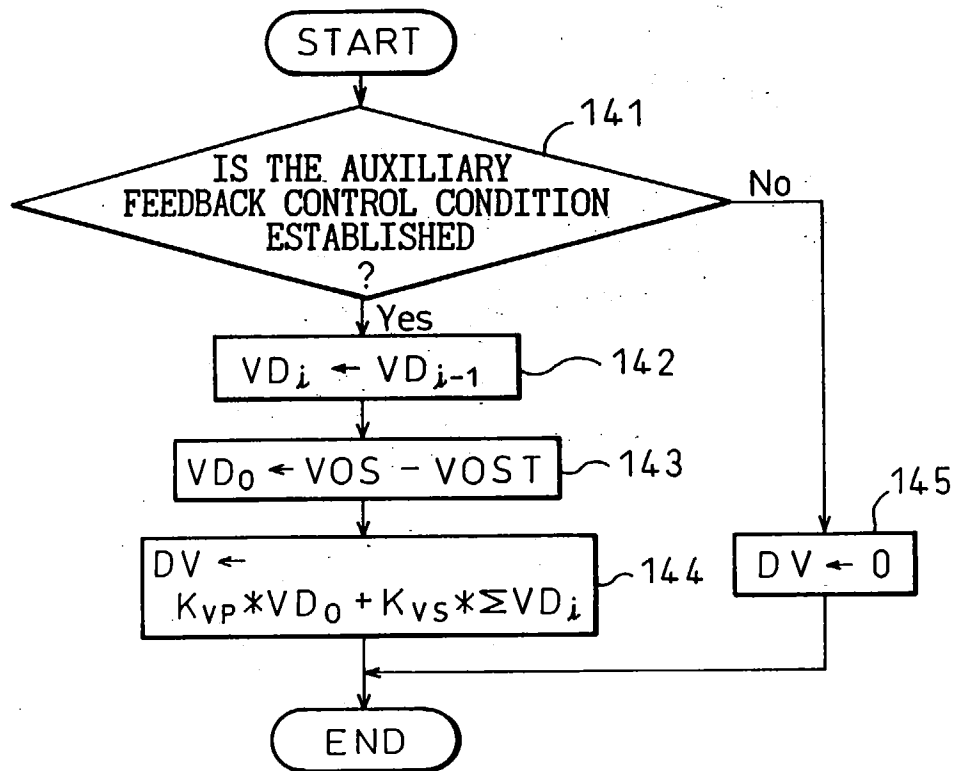 START
141
IS THE AUXILIARY
FEEDBACK CONTROL CONDITION
ESTABLISHED
?
No
Yes
VDi ← VDi-1
142
VD0 ← VOS - VOST
143
145
DV ←
KVP*VD0 + KVS*ΣVDi
144
DV ← 0
END